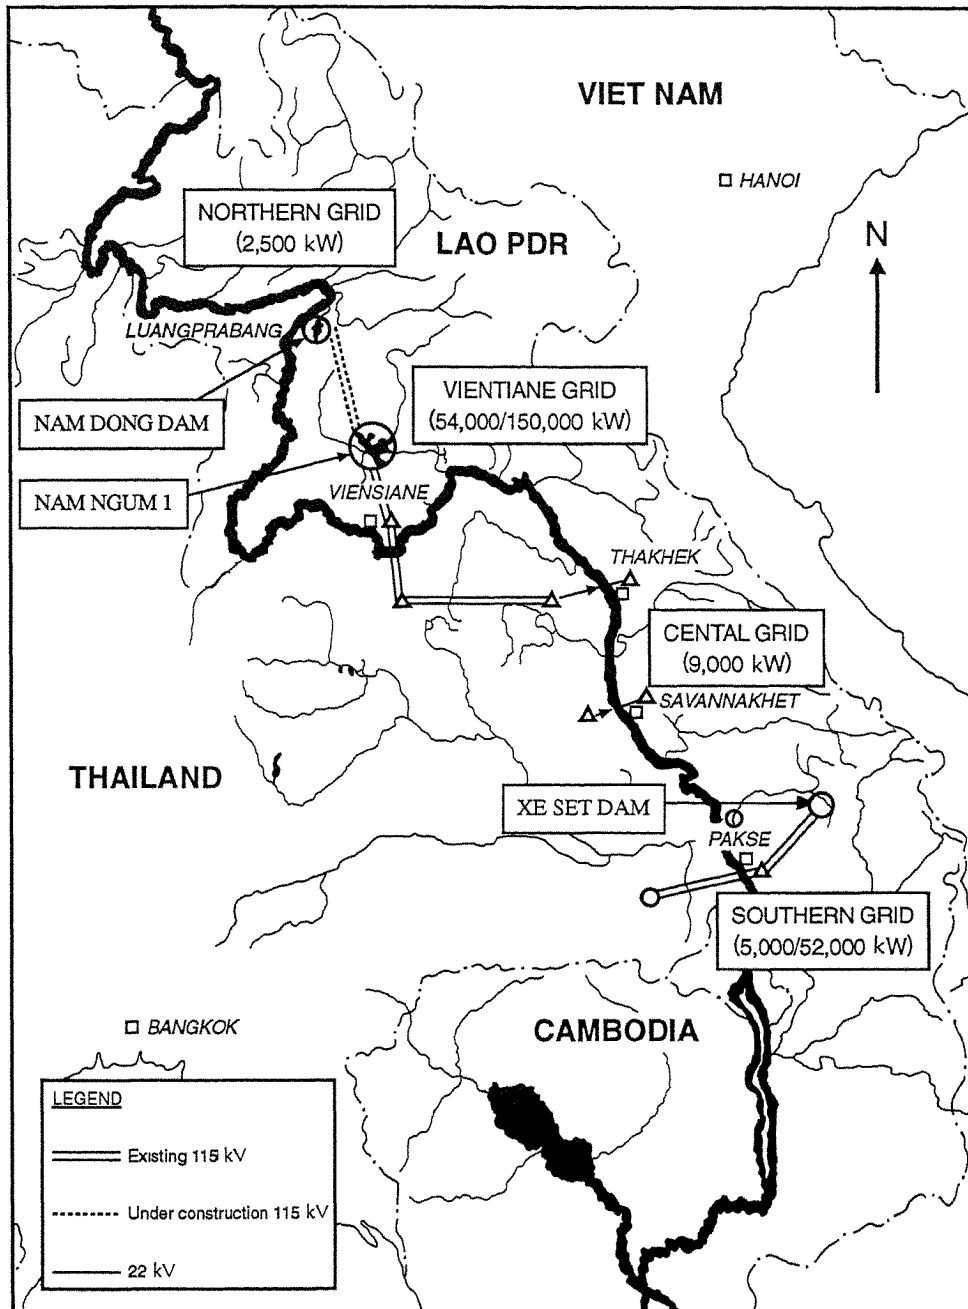 VIET NAM
HANOI
NORTHERN GRID
(2,500 kW)
LAO PDR
N
LUANGPRABANG
VIENTIANE GRID
(54,000/150,000 kW)
NAM DONG DAM
NAM NGUM 1
VIENSIANE
THAKHEK
CENTAL GRID
(9,000 kW)
SAVANNAKHET
THAILAND
XE SET DAM
PAKSE
SOUTHERN GRID
(5,000/52,000 kW)
BANGKOK
CAMBODIA
LEGEND
Existing 115 kV
Under construction 115 kV
22 kV